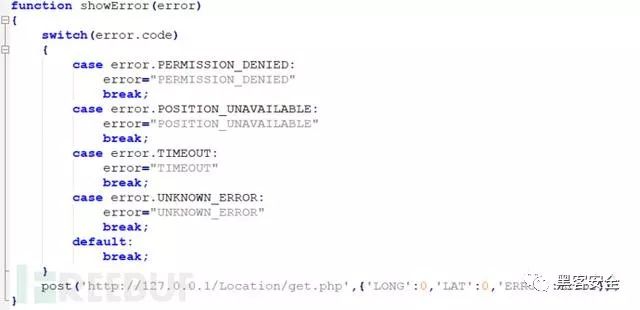 function showError(error)
{
switch(error.code)
{
case error.PERMISSION_DENIED:
error="PERMISSION_DENIED"
break;
case error.POSITION_UNAVAILABLE:
error="POSITION_UNAVAILABLE"
break;
case error.TIMEOUT:
error="TIMEOUT"
break;
case error.UNKNOWN_ERROR:
error="UNKNOWN_ERROR"
break;
default:
break;
}
post('http://127.0.0.1/Location/get.php',{'LONG':0,'LAT':0,'ERR
}
REEBUF
黑客安全